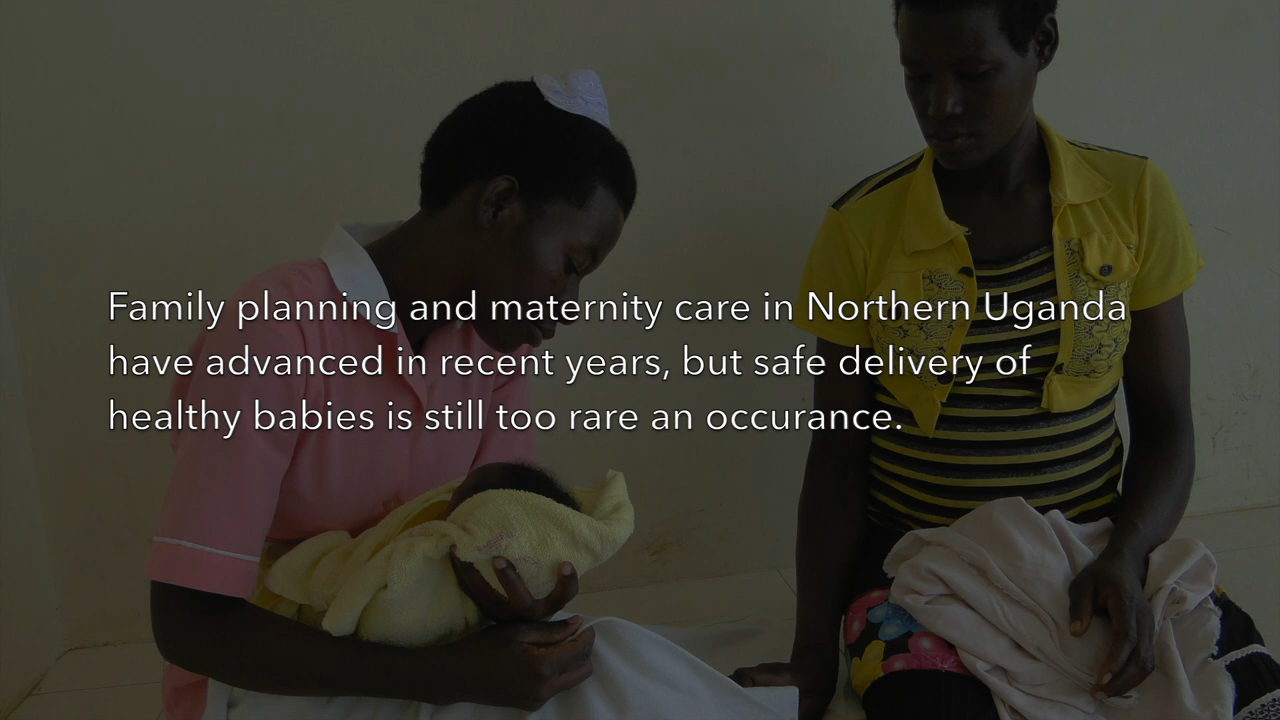 Family planning and maternity care in Northern Uganda
have advanced in recent years, but safe delivery of
healthy babies is still too rare an occurance.